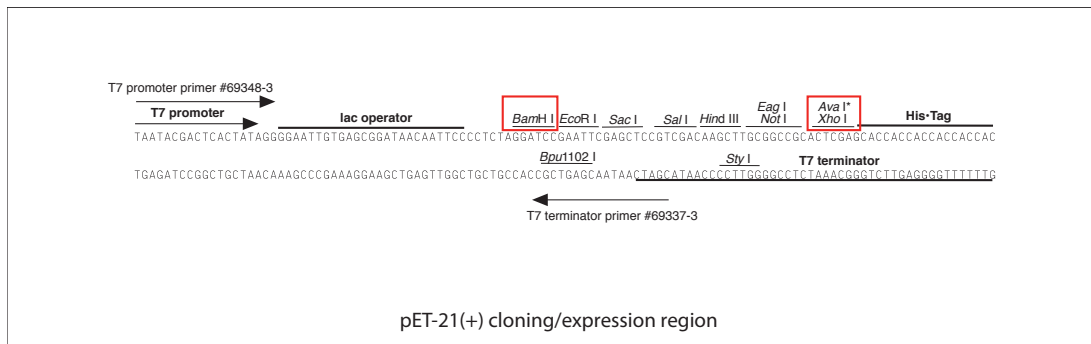 T7 promoter primer #69348-3
T7 promoter
lac operator
BamH I
EcoR I
Sac I
Sal I
Hind III
Eag I
Not I
Ava I*
Xho I
His•Tag
TAATACGACTCACTATAGGGGAATTGTGAGCGGATAACAATTCCCCTCTAGGATCCGAATTCGAGCTCCGTCGACAAGCTTGCGGCCGCACTCGAGCACCACCACCACCACCAC
Bpu1102 I
Sty I
T7 terminator
TGAGATCCGGCTGCTAACAAAGCCCGAAAGGAAGCTGAGTTGGCTGCTGCCACCGCTGAGCAATAACTAGCATAACCCCTTGGGGCCTCTAAACGGGTCTTGAGGGGTTTTTTG
T7 terminator primer #69337-3
pET-21(+) cloning/expression region